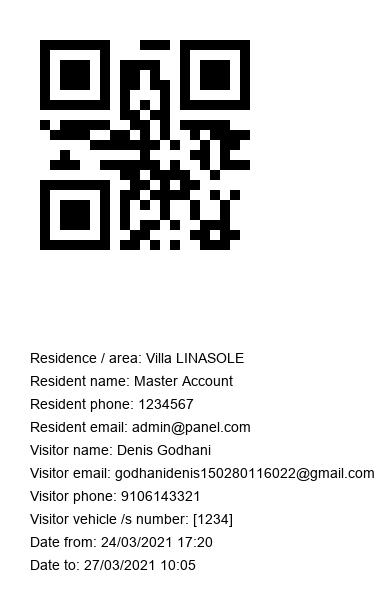 Residence / area: Villa LINASOLE
Resident name: Master Account
Resident phone: 1234567
Resident email: admin@panel.com
Visitor name: Denis Godhani
Visitor email: godhanidenis150280116022@gmail.com
Visitor phone: 9106143321
Visitor vehicle /s number: [1234]
Date from: 24/03/2021 17:20
Date to: 27/03/2021 10:05